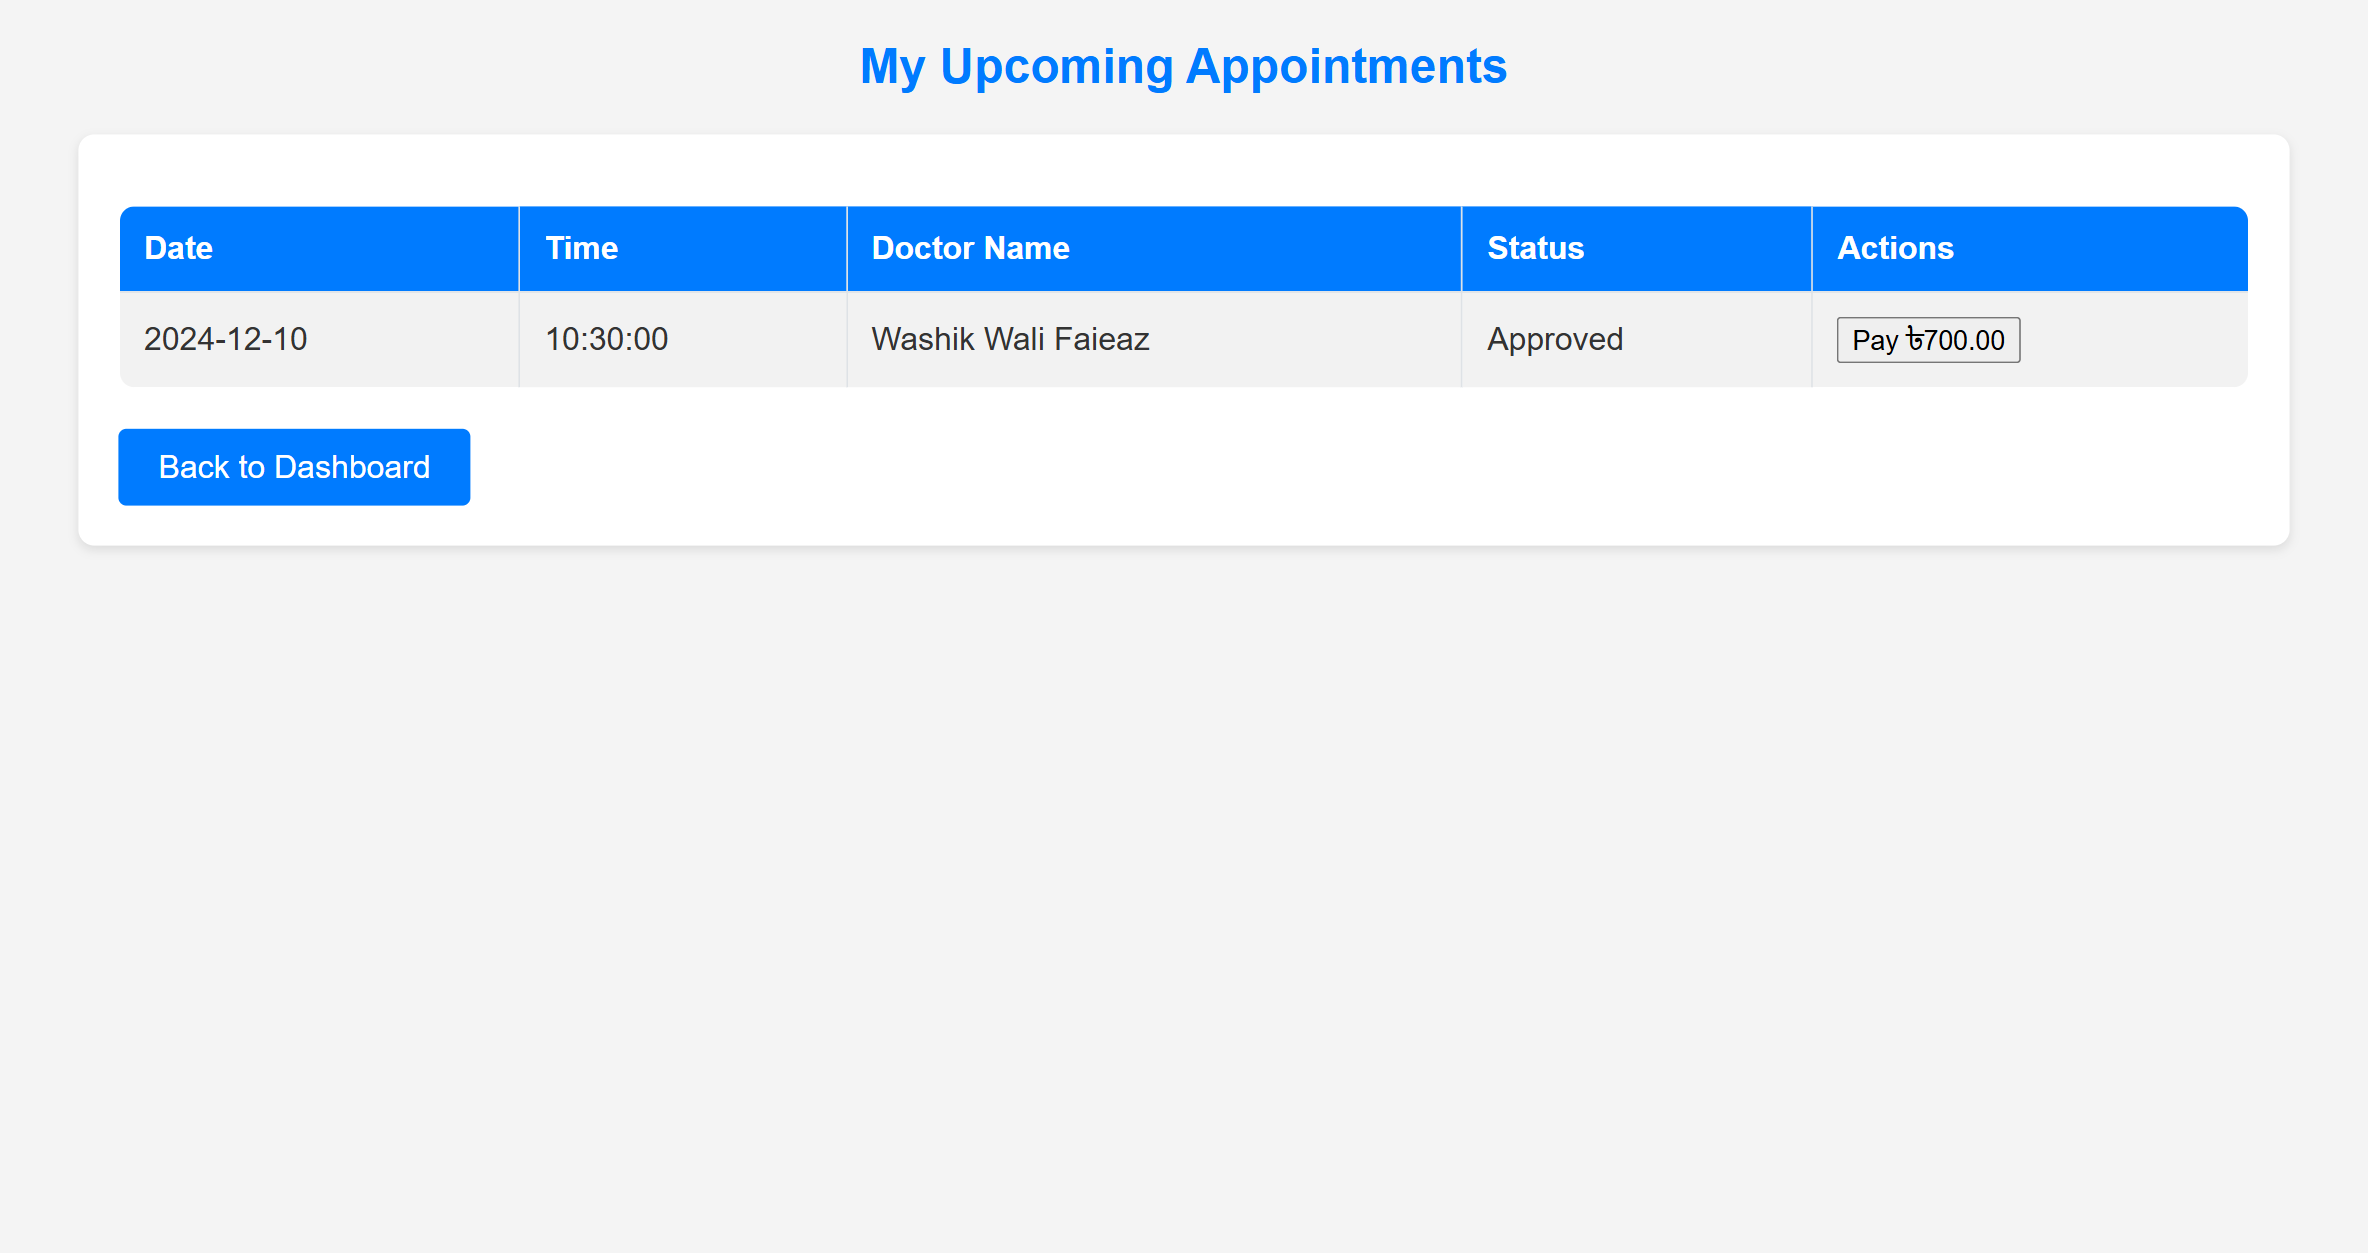 My Upcoming Appointments
Date Time Doctor Name Status Actions
2024-12-10 10:30:00 Washik Wali Faieaz Approved Pay ৳700.00
Back to Dashboard